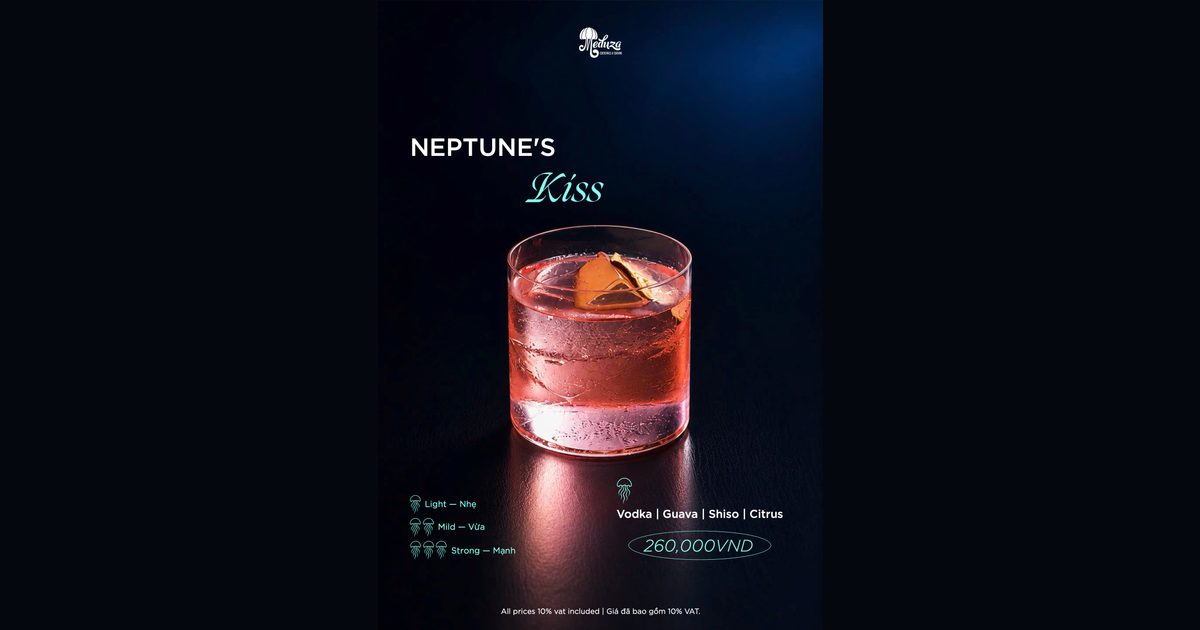 Meduza
NEPTUNE'S
Kiss
Light — Nhẹ
Mild — Vừa
Strong — Mạnh
Vodka | Guava | Shiso | Citrus
260,000VND
All prices 10% vat included | Giá đã bao gồm 10% VAT.